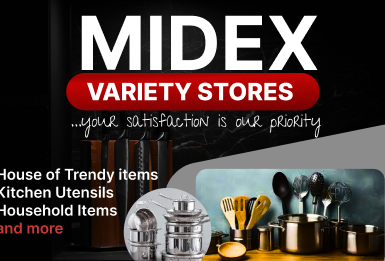 MIDEX
VARIETY STORES
...your satisfaction is our priority
House of Trendy items
Kitchen Utensils
Household Items
and more